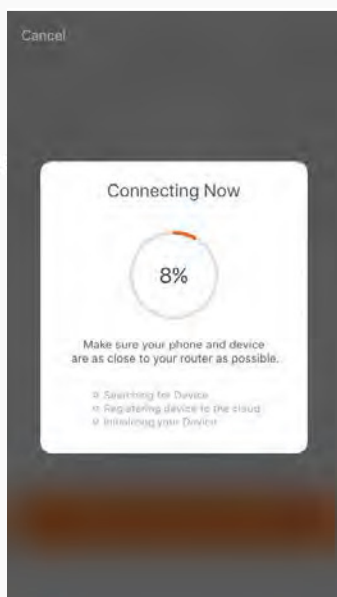 Cancel
Connecting Now
8%
Make sure your phone and device
are as close to your router as possible.
Searching for Device
Registering device to the cloud
Initializing your Device